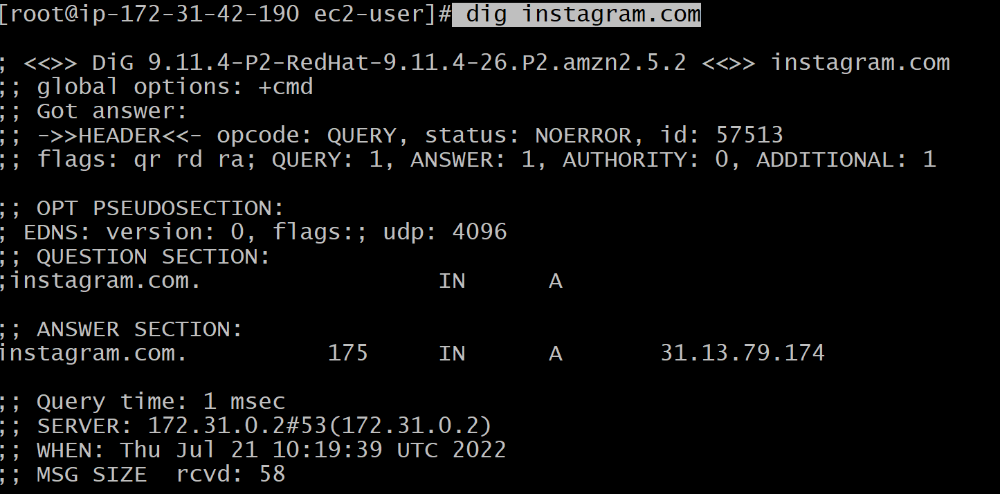 [root@ip-172-31-42-190 ec2-user]# dig instagram.com
; <<>> DiG 9.11.4-P2-RedHat-9.11.4-26.P2.amzn2.5.2 <<>> instagram.com
;; global options: +cmd
;; Got answer:
;; ->>HEADER<<- opcode: QUERY, status: NOERROR, id: 57513
;; flags: qr rd ra; QUERY: 1, ANSWER: 1, AUTHORITY: 0, ADDITIONAL: 1
;; OPT PSEUDOSECTION:
; EDNS: version: 0, flags:; udp: 4096
;; QUESTION SECTION:
;instagram.com. IN A
;; ANSWER SECTION:
instagram.com. 175 IN A 31.13.79.174
;; Query time: 1 msec
;; SERVER: 172.31.0.2#53(172.31.0.2)
;; WHEN: Thu Jul 21 10:19:39 UTC 2022
;; MSG SIZE  rcvd: 58